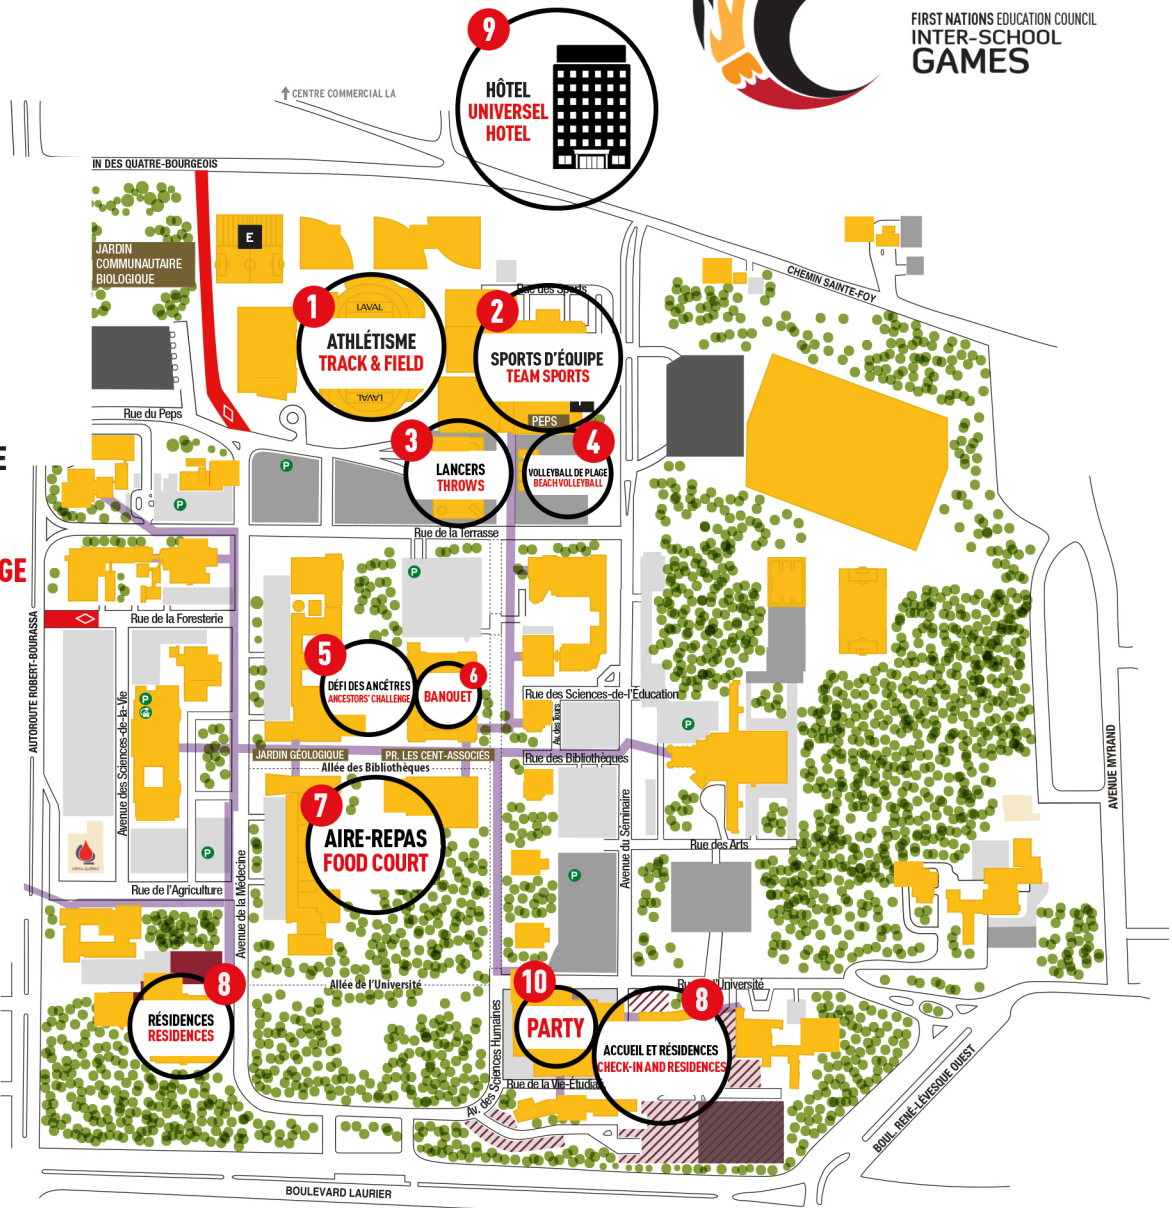 FIRST NATIONS EDUCATION COUNCIL
INTER-SCHOOL
GAMES
9
HÔTEL
UNIVERSEL
HOTEL
CENTRE COMMERCIAL LA
IN DES QUATRE-BOURGEOIS
E
JARDIN
COMMUNAUTAIRE
BIOLOGIQUE
CHEMIN SAINTE-FOY
Rue des Sports
1
LAVAL
ATHLÉTISME
TRACK & FIELD
LAVAL
2
SPORTS D'ÉQUIPE
TEAM SPORTS
PEPS
Rue du Peps
3
LANCERS
THROWS
4
VOLLEYBALL DE PLAGE
BEACH VOLLEYBALL
E
P
P
Rue de la Terrasse
GE
P
AUTOROUTE ROBERT-BOURASSA
Rue de la Foresterie
5
DÉFI DES ANCÊTRES
ANCESTORS' CHALLENGE
6
BANQUET
Rue des Sciences-de-l'Éducation
P
Avenue des Sciences-de-la-Vie
Av. des Tours
P
JARDIN GÉOLOGIQUE
PR. LES CENT-ASSOCIÉS
Allée des Bibliothèques
Rue des Bibliothèques
AVENUE MYRAND
7
AIRE-REPAS
FOOD COURT
Avenue du Séminaire
Rue des Arts
HÉMA-QUÉBEC
P
P
Rue de l'Agriculture
Avenue de la Médecine
8
RÉSIDENCES
RESIDENCES
Allée de l'Université
10
PARTY
Rue de l'Université
8
ACCUEIL ET RÉSIDENCES
CHECK-IN AND RESIDENCES
Av. des Sciences Humaines
Rue de la Vie-Étudian
BOUL. RENÉ-LÉVESQUE OUEST
BOULEVARD LAURIER